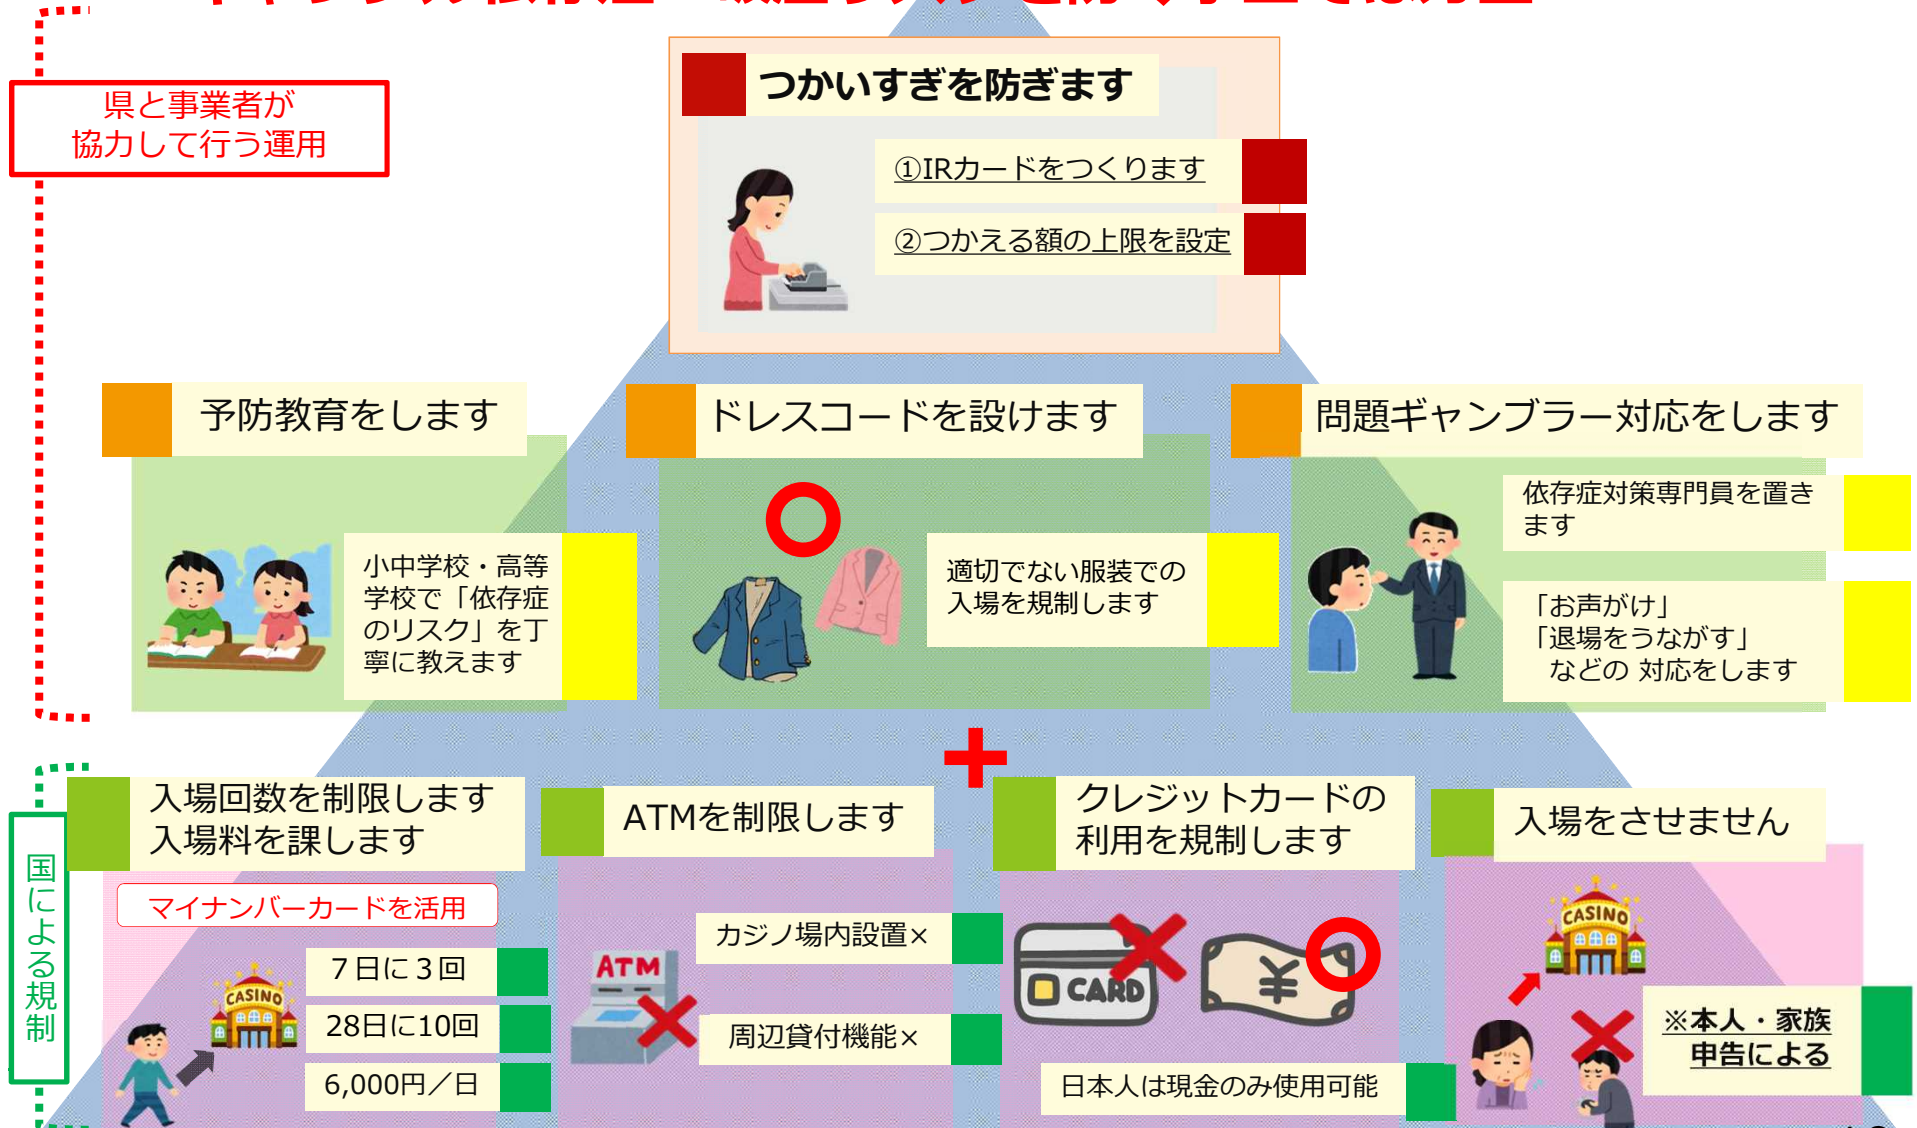 県と事業者が
協力して行う運用
つかいすぎを防ぎます
①IRカードをつくります
②つかえる額の上限を設定
予防教育をします
小中学校・高等
学校で「依存症
のリスク」を丁
寧に教えます
ドレスコードを設けます
適切でない服装での
入場を規制します
問題ギャンブラー対応をします
依存症対策専門員を置き
ます
「お声がけ」
「退場をうながす」
などの 対応をします
+
国による規制
入場回数を制限します
入場料を課します
マイナンバーカードを活用
CASINO
７日に３回
28日に10回
6,000円／日
ATMを制限します
ATM
カジノ場内設置×
周辺貸付機能×
クレジットカードの
利用を規制します
CARD
¥
日本人は現金のみ使用可能
入場をさせません
CASINO
※本人・家族
申告による